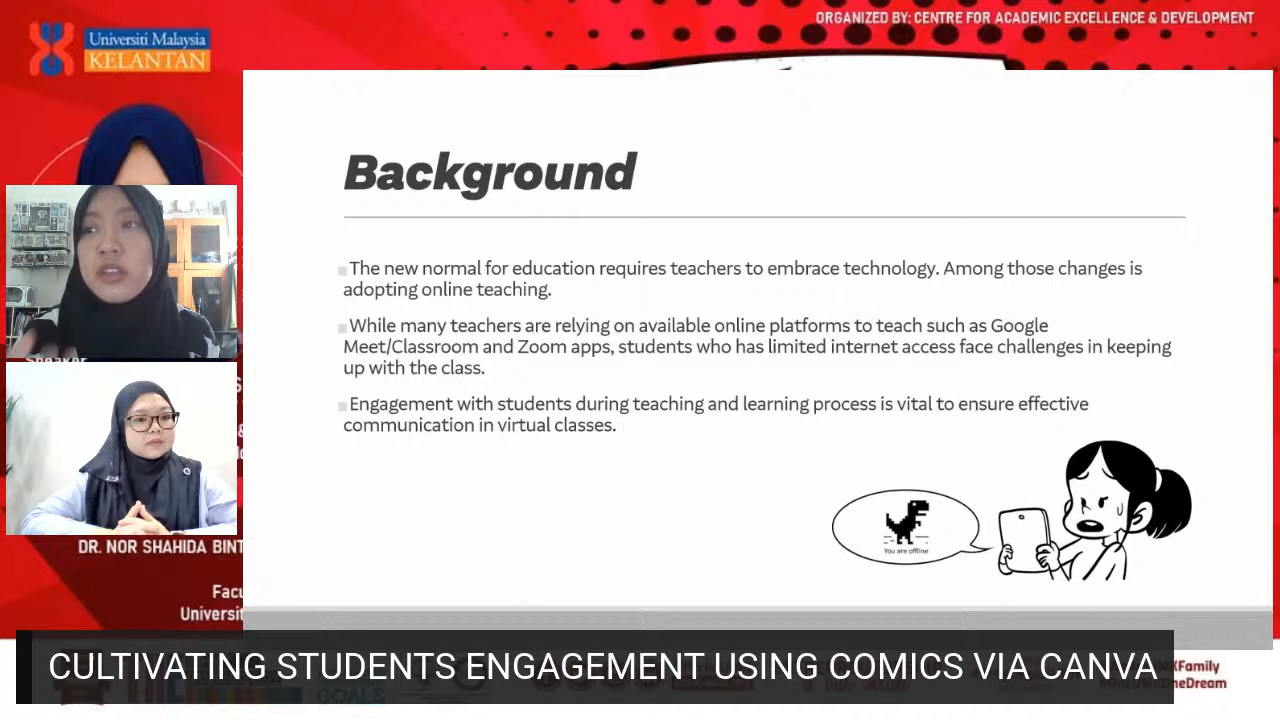 ORGANIZED BY: CENTRE FOR ACADEMIC EXCELLENCE & DEVELOPMENT
Universiti Malaysia
KELANTAN
Background
The new normal for education requires teachers to embrace technology. Among those changes is
adopting online teaching.
While many teachers are relying on available online platforms to teach such as Google
Meet/Classroom and Zoom apps, students who has limited internet access face challenges in keeping
up with the class.
Engagement with students during teaching and learning process is vital to ensure effective
communication in virtual classes.
You are offline
Speaker
DR. NOR SHAHIDA BINT
Facu
Universit
CULTIVATING STUDENTS ENGAGEMENT USING COMICS VIA CANVA
GOALS